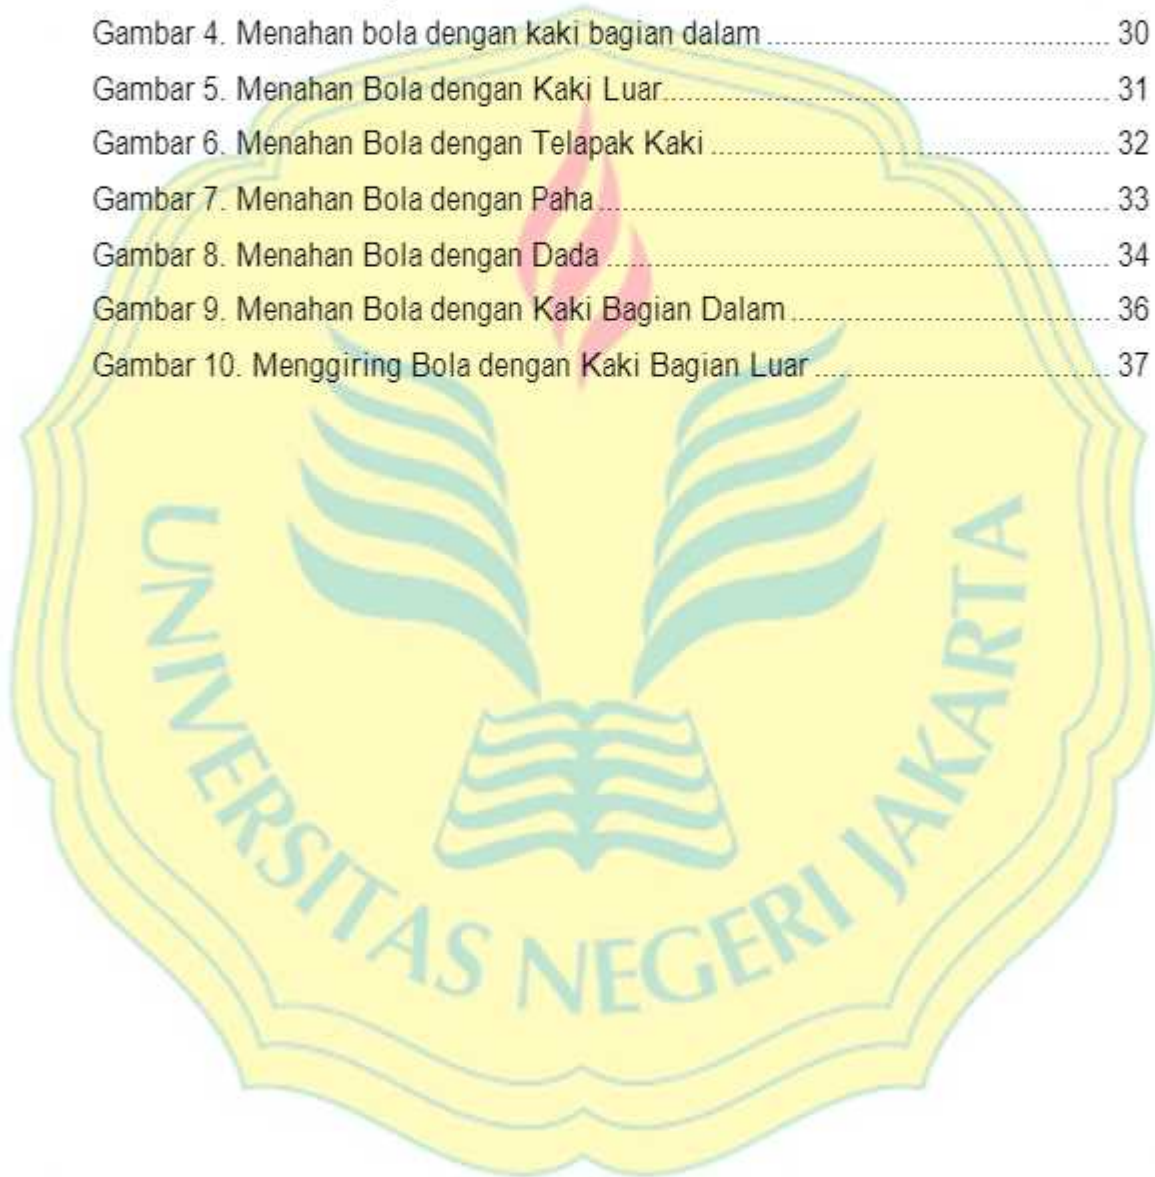 Gambar 4. Menahan bola dengan kaki bagian dalam ........................................ 30
Gambar 5. Menahan Bola dengan Kaki Luar.................................................... 31
Gambar 6. Menahan Bola dengan Telapak Kaki .............................................. 32
Gambar 7. Menahan Bola dengan Paha............................................................ 33
Gambar 8. Menahan Bola dengan Dada ........................................................... 34
Gambar 9. Menahan Bola dengan Kaki Bagian Dalam ..................................... 36
Gambar 10. Menggiring Bola dengan Kaki Bagian Luar ................................... 37
UNIVERSITAS NEGERI JAKARTA